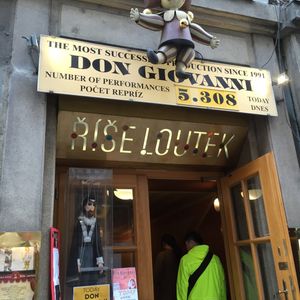 THE MOST SUCCESSFUL PRODUCTION SINCE 1991
DON GIOVANNI
NUMBER OF PERFORMANCES
POČET REPRÍZ
5.308
TODAY
DNES
ŘÍŠE LOUTEK
TODAY
DON